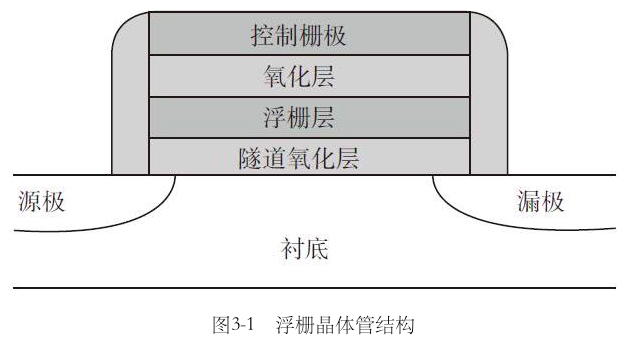 控制栅极
氧化层
浮栅层
隧道氧化层
源极
漏极
衬底
图3-1 浮栅晶体管结构